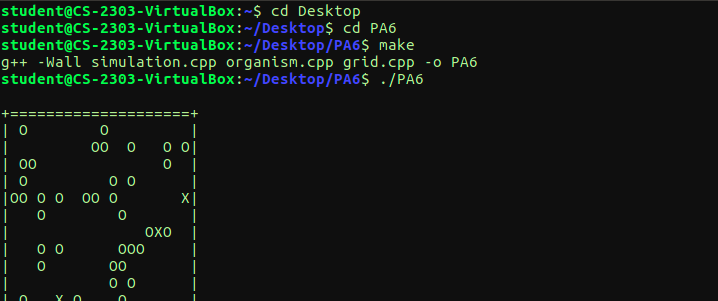 student@CS-2303-VirtualBox:~$ cd Desktop
student@CS-2303-VirtualBox:~/Desktop$ cd PA6
student@CS-2303-VirtualBox:~/Desktop/PA6$ make
g++ -Wall simulation.cpp organism.cpp grid.cpp -o PA6
student@CS-2303-VirtualBox:~/Desktop/PA6$ ./PA6

+====================+
| O        O         |
|         OO  O   O O|
| OO              O  |
| O         O O      |
|OO O O  OO O       X|
|   O        O       |
|               OXO  |
|   O O      OOO     |
|   O       OO       |
|           O O      |
| O   X O    O       |